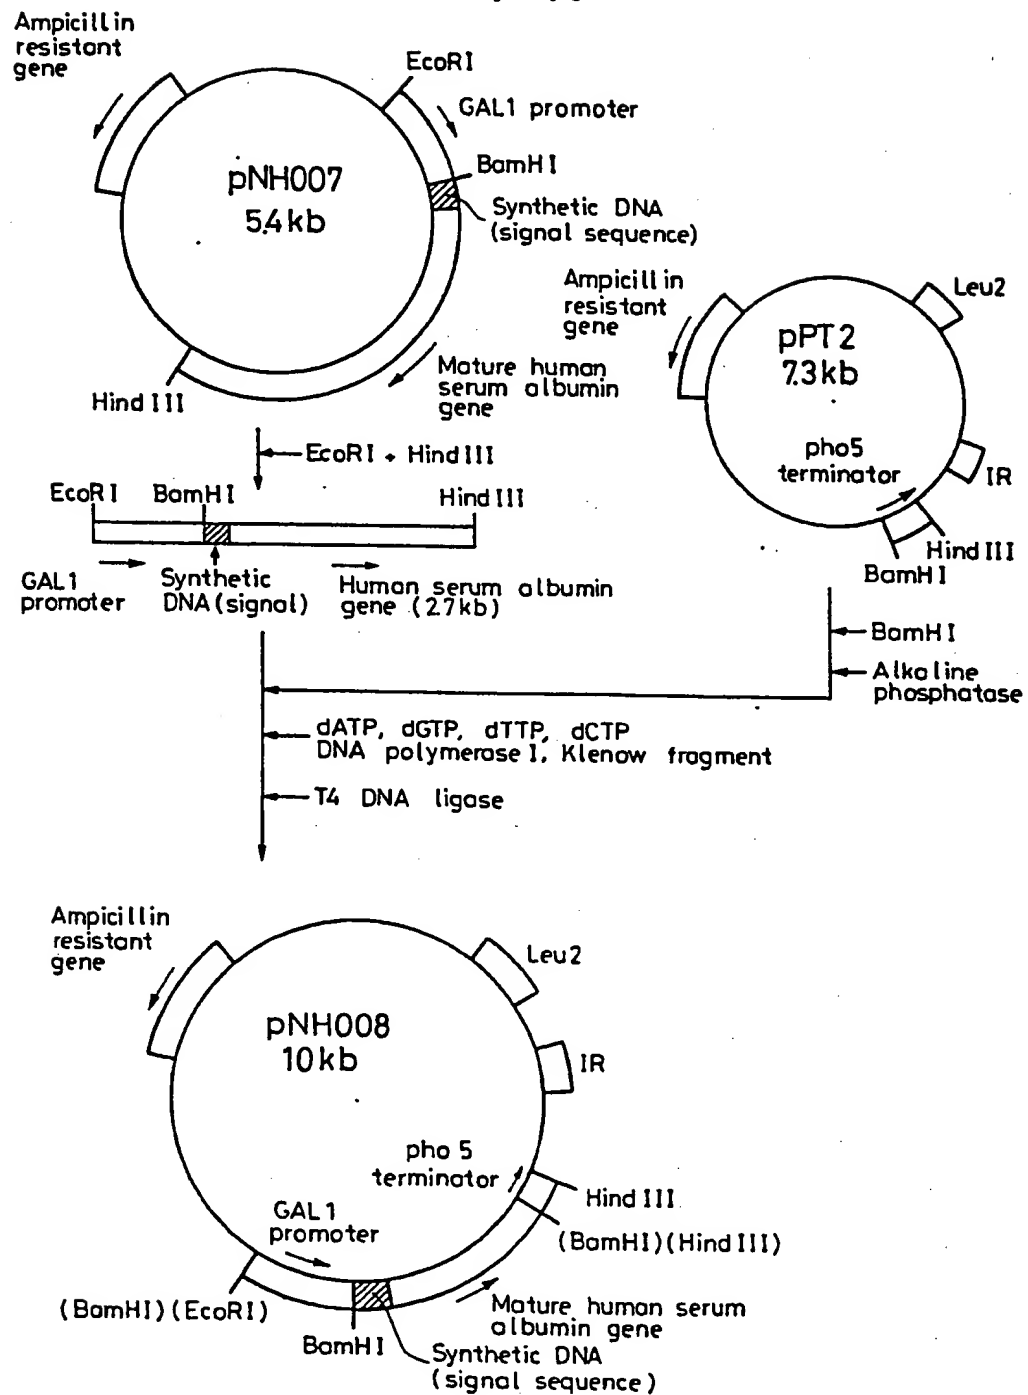 Ampicillin
resistant
gene
EcoRI
GAL1 promoter
pNH007
5.4kb
BamHI
Synthetic DNA
(signal sequence)
Mature human
serum albumin
gene
Hind III
Ampicillin
resistant
gene
Leu2
pPT2
7.3kb
pho5
terminator
IR
Hind III
BamHI
EcoRI + Hind III
EcoRI
BamHI
Hind III
GAL1
promoter
Synthetic
DNA (signal)
Human serum albumin
gene (2.7kb)
BamHI
Alkaline
phosphatase
dATP, dGTP, dTTP, dCTP
DNA polymerase I, Klenow fragment
T4 DNA ligase
Ampicillin
resistant
gene
Leu2
pNH008
10kb
IR
pho 5
terminator
Hind III
(BamHI)(Hind III)
GAL1
promoter
(BamHI)(EcoRI)
BamHI
Mature human serum
albumin gene
Synthetic DNA
(signal sequence)